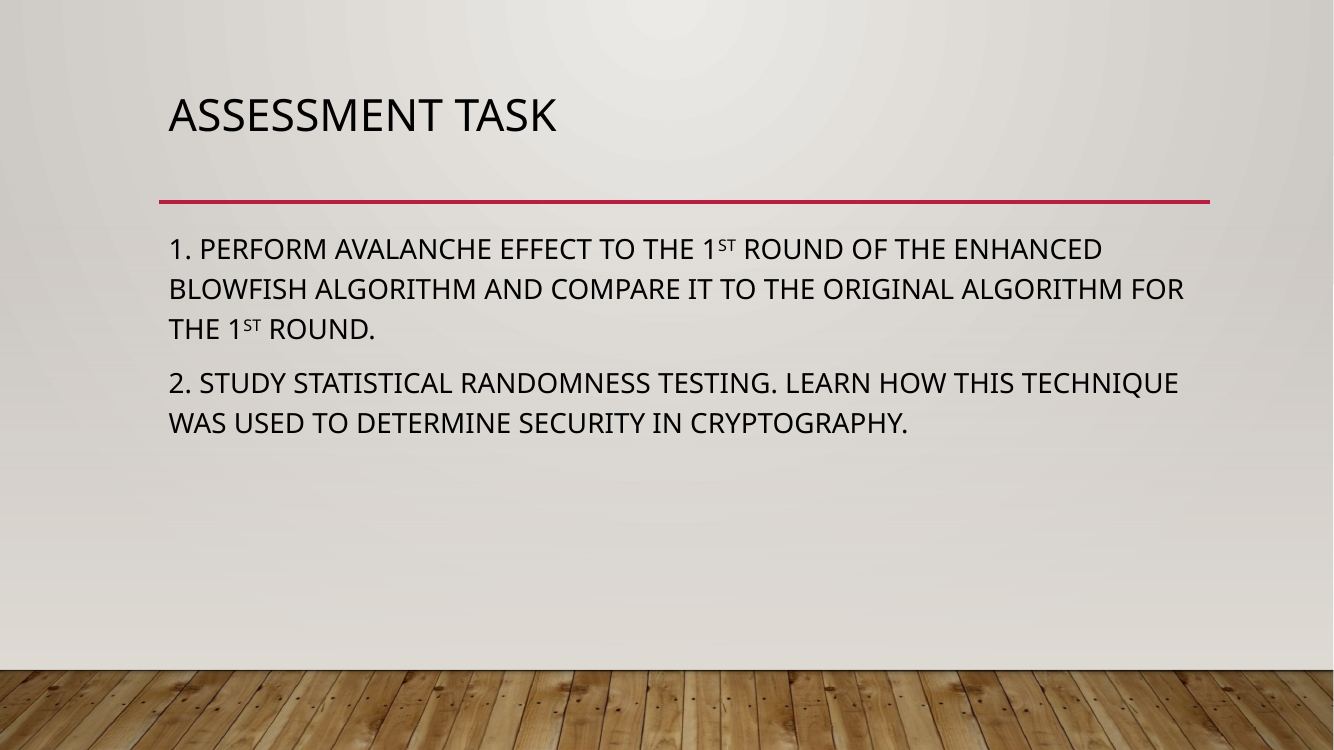 ASSESSMENT TASK
1. PERFORM AVALANCHE EFFECT TO THE 1ST ROUND OF THE ENHANCED
BLOWFISH ALGORITHM AND COMPARE IT TO THE ORIGINAL ALGORITHM FOR
THE 1ST ROUND.
2. STUDY STATISTICAL RANDOMNESS TESTING. LEARN HOW THIS TECHNIQUE
WAS USED TO DETERMINE SECURITY IN CRYPTOGRAPHY.